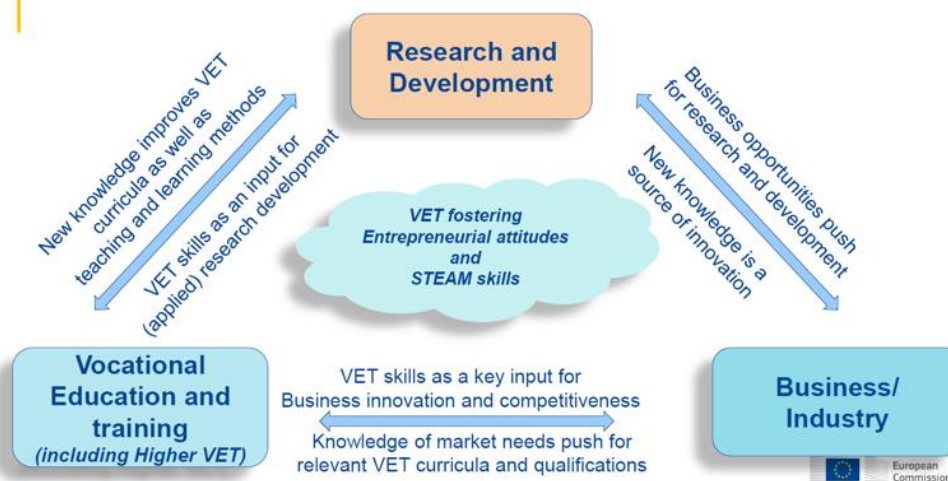 Research and
Development
New knowledge improves VET
curricula as well as
teaching and learning methods
VET skills as an input for
(applied) research development
Business opportunities push
for research and development
New knowledge is a
source of innovation
VET fostering
Entrepreneurial attitudes
and
STEAM skills
Vocational
Education and
training
(including Higher VET)
VET skills as a key input for
Business innovation and competitiveness
Knowledge of market needs push for
relevant VET curricula and qualifications
Business/
Industry
European
Commission